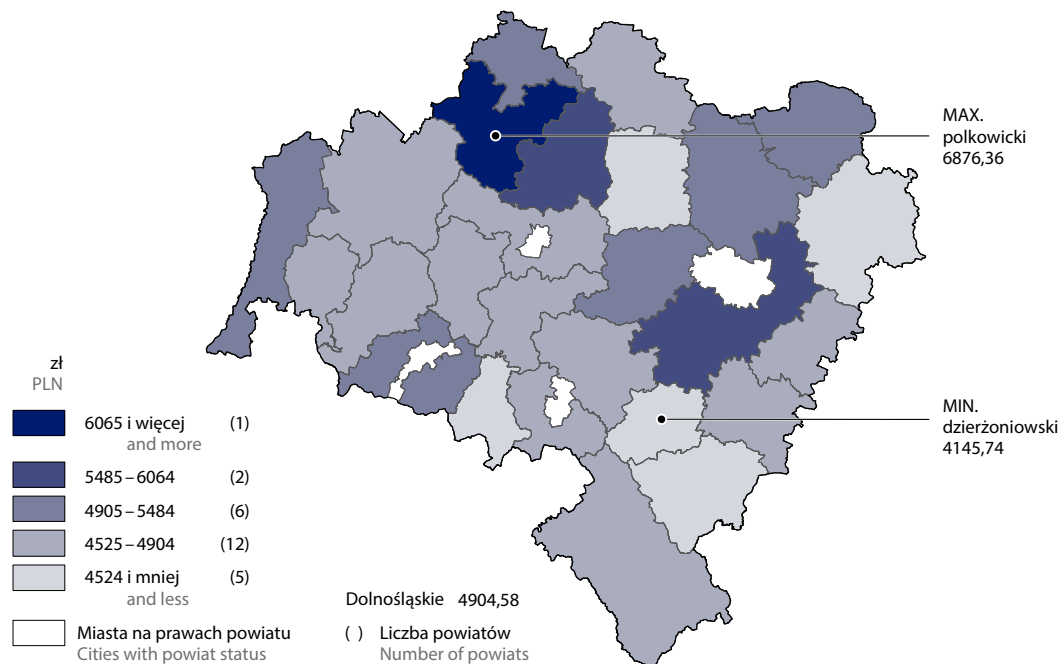 MAX.
polkowicki
6876,36
MIN.
dzierżoniowski
4145,74
zł
PLN
6065 i więcej (1)
and more
5485–6064 (2)
4905–5484 (6)
4525–4904 (12)
4524 i mniej (5)
and less
Miasta na prawach powiatu
Cities with powiat status
Dolnośląskie 4904,58
( ) Liczba powiatów
Number of powiats